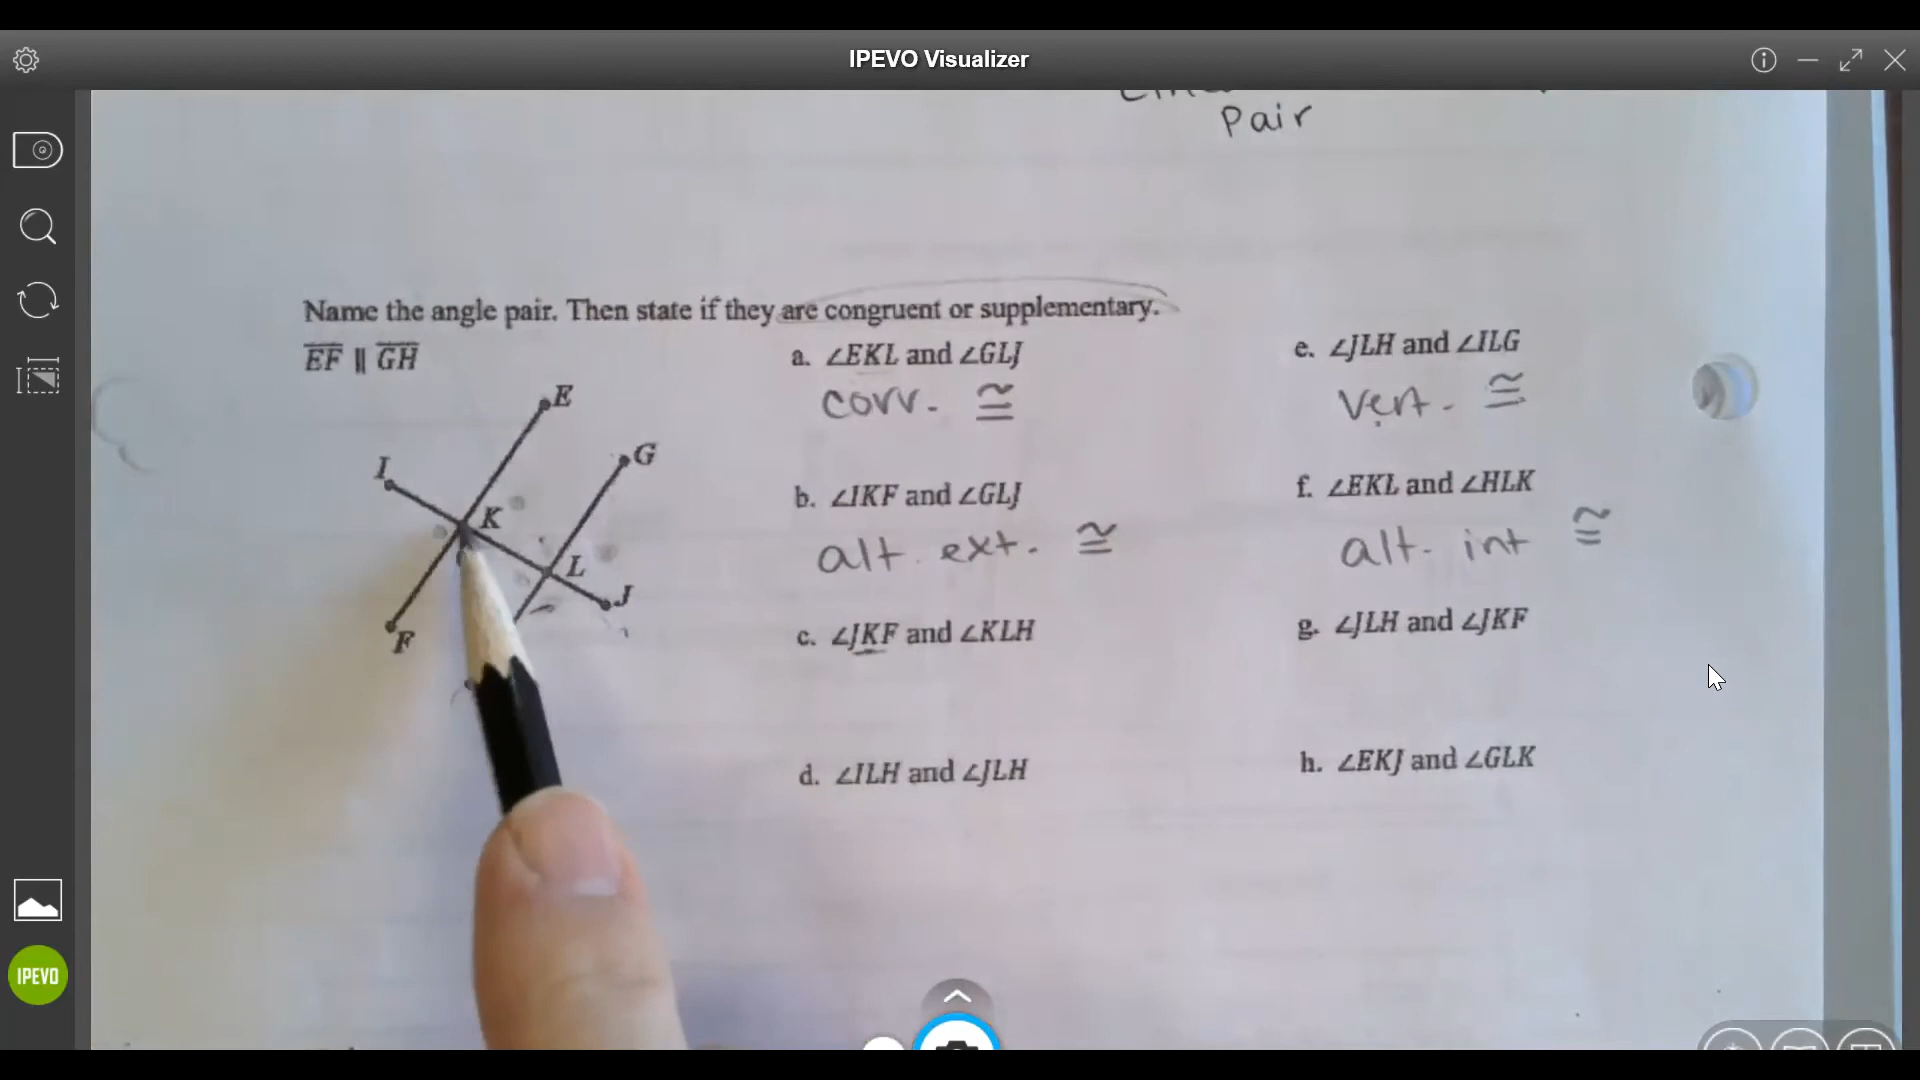 IPEVO Visualizer
Pair
Name the angle pair. Then state if they are congruent or supplementary.
EF ∥ GH
a. ∠EKL and ∠GLJ
corr. ≅
b. ∠IKF and ∠GLJ
alt. ext. ≅
c. ∠JKF and ∠KLH
d. ∠ILH and ∠JLH
e. ∠JLH and ∠ILG
vert. ≅
f. ∠EKL and ∠HLK
alt. int ≅
g. ∠JLH and ∠JKF
h. ∠EKJ and ∠GLK
E
G
I
K
L
J
F
IPEVO